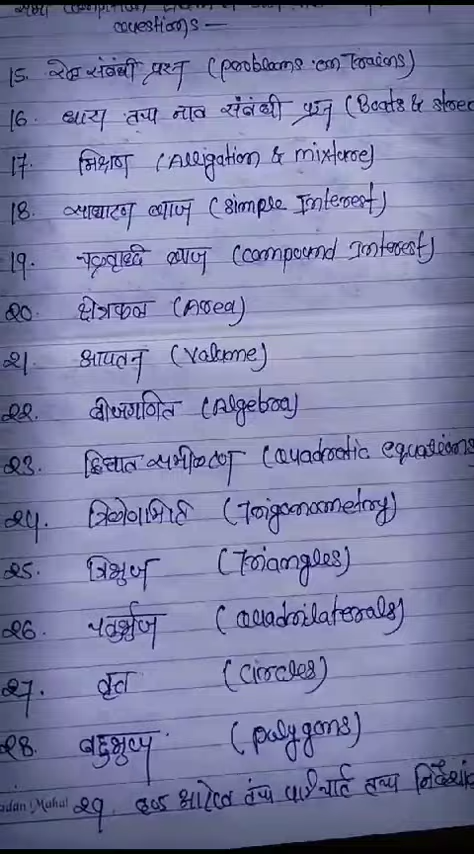 questions —
15. रेल संबंधी प्रश्न (problems on Trains)
16. धारा तथा नाव संबंधी प्रश्न (Boats &
17. मिश्रण (Alligation & mixture)
18. साधारण ब्याज (Simple Interest)
19. चक्रवृद्धि ब्याज (compound Interest)
20. क्षेत्रफल (Area)
21. आयतन (Valume)
22. बीजगणित (Algebra)
23. द्विघात समीकरण (Quadratic equations
24. त्रिकोणमिति (Trigonometry)
25. त्रिभुज (Triangles)
26. चतुर्भुज (Quadrilaterals)
27. वृत (Circles)
28. बहुभुज (polygons)
29. तथा